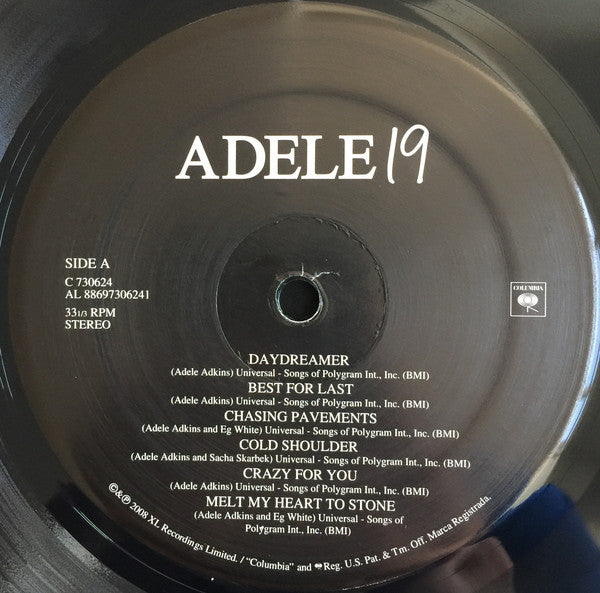 ADELE 19
SIDE A
C 730624
AL 88697306241
33 1/3 RPM
STEREO
COLUMBIA
DAYDREAMER
(Adele Adkins) Universal - Songs of Polygram Int., Inc. (BMI)
BEST FOR LAST
(Adele Adkins) Universal - Songs of Polygram Int., Inc. (BMI)
CHASING PAVEMENTS
(Adele Adkins and Eg White) Universal - Songs of Polygram Int., Inc. (BMI)
COLD SHOULDER
(Adele Adkins and Sacha Skarbek) Universal - Songs of Polygram Int., Inc. (BMI)
CRAZY FOR YOU
(Adele Adkins) Universal - Songs of Polygram Int., Inc. (BMI)
MELT MY HEART TO STONE
(Adele Adkins and Eg White) Universal - Songs of
Polygram Int., Inc. (BMI)
©&℗ 2008 XL Recordings Limited. / "Columbia" and Reg. U.S. Pat. & Tm. Off. Marca Registrada.